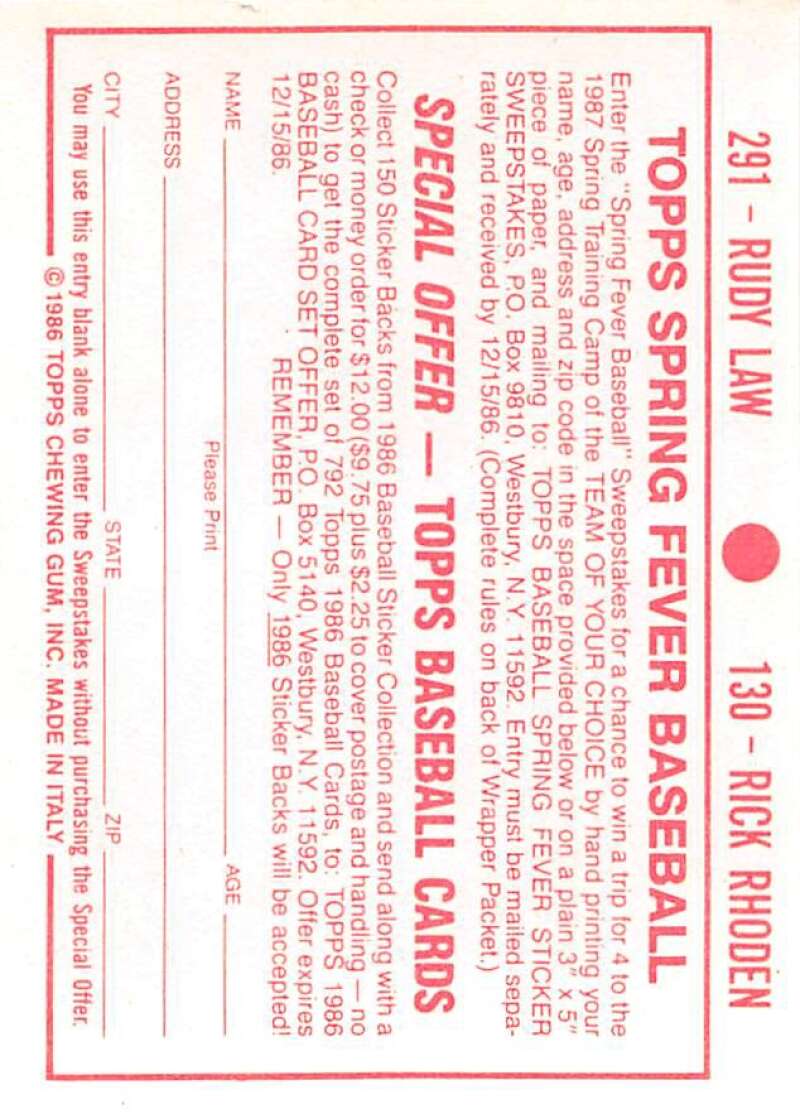 291 - RUDY LAW ● 130 - RICK RHODEN
TOPPS SPRING FEVER BASEBALL
Enter the "Spring Fever Baseball" Sweepstakes for a chance to win a trip for 4 to the
1987 Spring Training Camp of the TEAM OF YOUR CHOICE by hand printing your
name, age, address and zip code in the space provided below or on a plain 3" x 5"
piece of paper, and mailing to: TOPPS BASEBALL SPRING FEVER STICKER
SWEEPSTAKES, P.O. Box 9810, Westbury, N.Y. 11592. Entry must be mailed sepa-
rately and received by 12/15/86. (Complete rules on back of Wrapper Packet.)
SPECIAL OFFER — TOPPS BASEBALL CARDS
Collect 150 Sticker Backs from 1986 Baseball Sticker Collection and send along with a
check or money order for $12.00 ($9.75 plus $2.25 to cover postage and handling — no
cash) to get the complete set of 792 Topps 1986 Baseball Cards, to: TOPPS 1986
BASEBALL CARD SET OFFER, P.O. Box 5140, Westbury, N.Y. 11592. Offer expires
12/15/86. REMEMBER — Only 1986 Sticker Backs will be accepted!
NAME AGE
Please Print
ADDRESS
CITY STATE ZIP
You may use this entry blank alone to enter the Sweepstakes without purchasing the Special Offer.
© 1986 TOPPS CHEWING GUM, INC. MADE IN ITALY